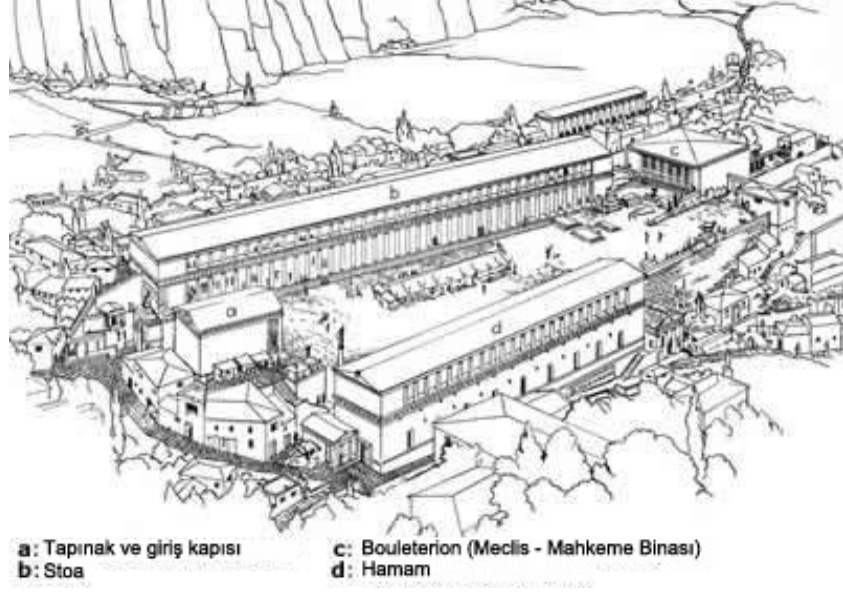 b
c
a
d
a: Tapınak ve giriş kapısı
c: Bouleterion (Meclis - Mahkeme Binası)
b: Stoa
d: Hamam